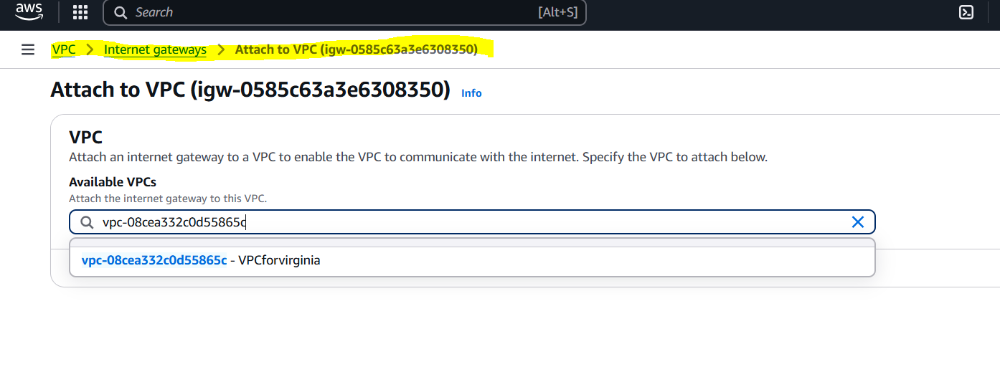 aws
Search [Alt+S]
VPC > Internet gateways > Attach to VPC (igw-0585c63a3e6308350)
Attach to VPC (igw-0585c63a3e6308350) Info
VPC
Attach an internet gateway to a VPC to enable the VPC to communicate with the internet. Specify the VPC to attach below.
Available VPCs
Attach the internet gateway to this VPC.
vpc-08cea332c0d55865c
vpc-08cea332c0d55865c - VPCforvirginia